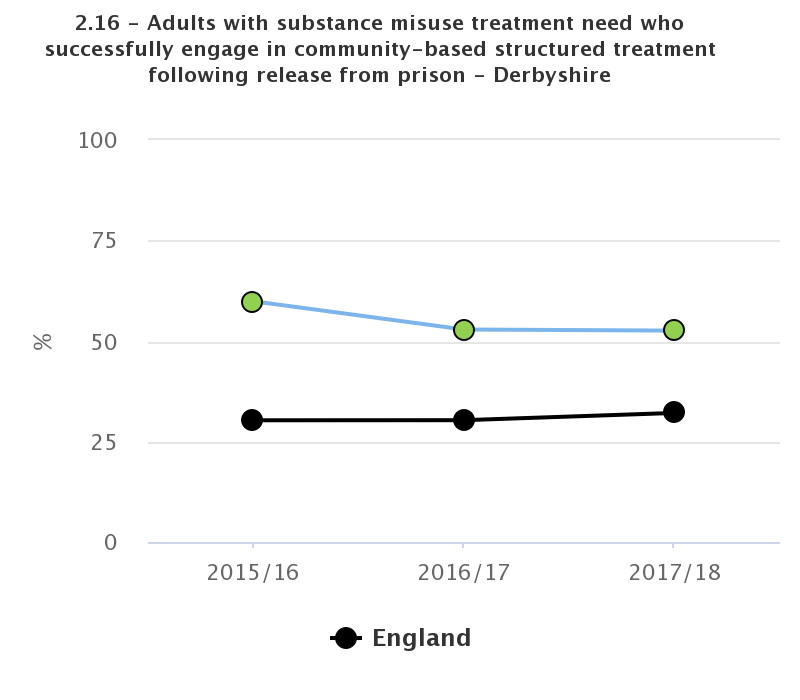 2.16 – Adults with substance misuse treatment need who
successfully engage in community–based structured treatment
following release from prison – Derbyshire
100
75
50
25
0
%
2015/16
2016/17
2017/18
England